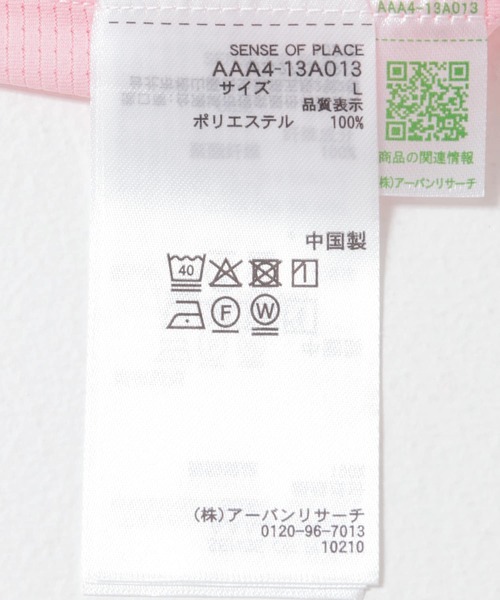 SENSE OF PLACE
AAA4-13A013
サイズ L
品質表示
ポリエステル 100%
中国製
40
F W
(株)アーバンリサーチ
0120-96-7013
10210
AAA4-13A013
商品の関連情報
(株)アーバンリサーチ